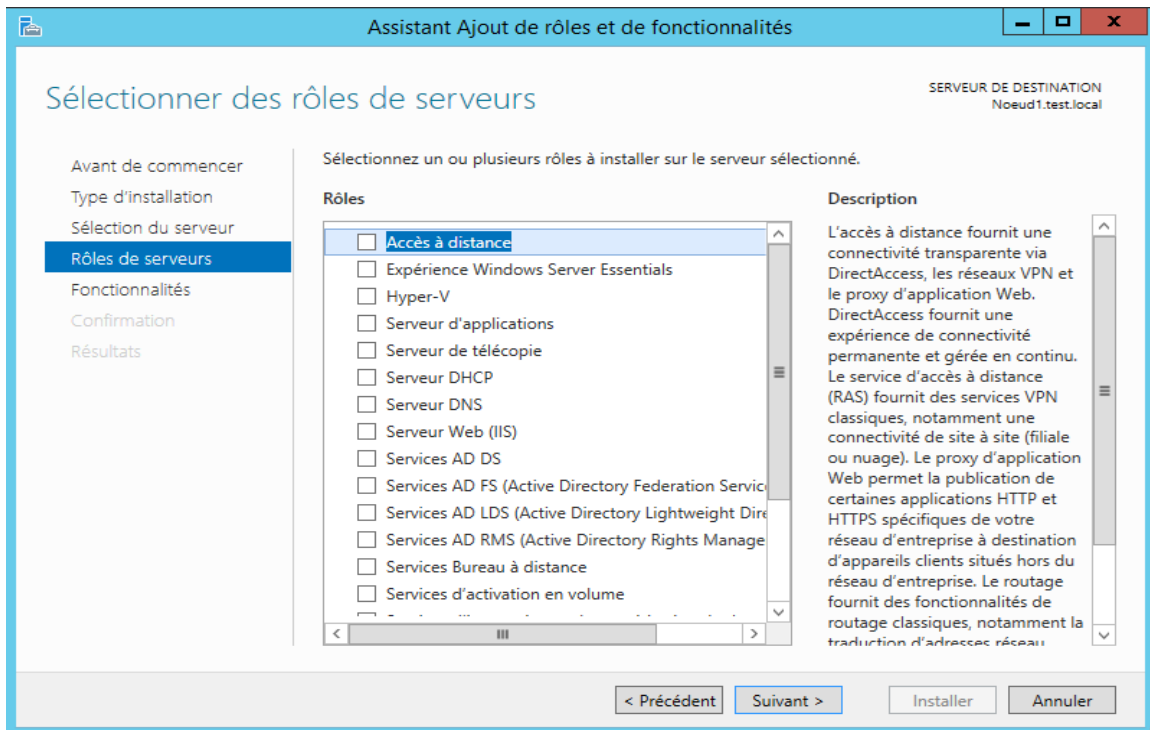 Assistant Ajout de rôles et de fonctionnalités
Sélectionner des rôles de serveurs
SERVEUR DE DESTINATION
Noeud1.test.local
Avant de commencer
Type d'installation
Sélection du serveur
Rôles de serveurs
Fonctionnalités
Confirmation
Résultats
Sélectionnez un ou plusieurs rôles à installer sur le serveur sélectionné.
Rôles
Accès à distance
Expérience Windows Server Essentials
Hyper-V
Serveur d'applications
Serveur de télécopie
Serveur DHCP
Serveur DNS
Serveur Web (IIS)
Services AD DS
Services AD FS (Active Directory Federation Servic
Services AD LDS (Active Directory Lightweight Dire
Services AD RMS (Active Directory Rights Manage
Services Bureau à distance
Services d'activation en volume
Description
L'accès à distance fournit une
connectivité transparente via
DirectAccess, les réseaux VPN et
le proxy d'application Web.
DirectAccess fournit une
expérience de connectivité
permanente et gérée en continu.
Le service d'accès à distance
(RAS) fournit des services VPN
classiques, notamment une
connectivité de site à site (filiale
ou nuage). Le proxy d'application
Web permet la publication de
certaines applications HTTP et
HTTPS spécifiques de votre
réseau d'entreprise à destination
d'appareils clients situés hors du
réseau d'entreprise. Le routage
fournit des fonctionnalités de
routage classiques, notamment la
traduction d'adresses réseau
< Précédent
Suivant >
Installer
Annuler